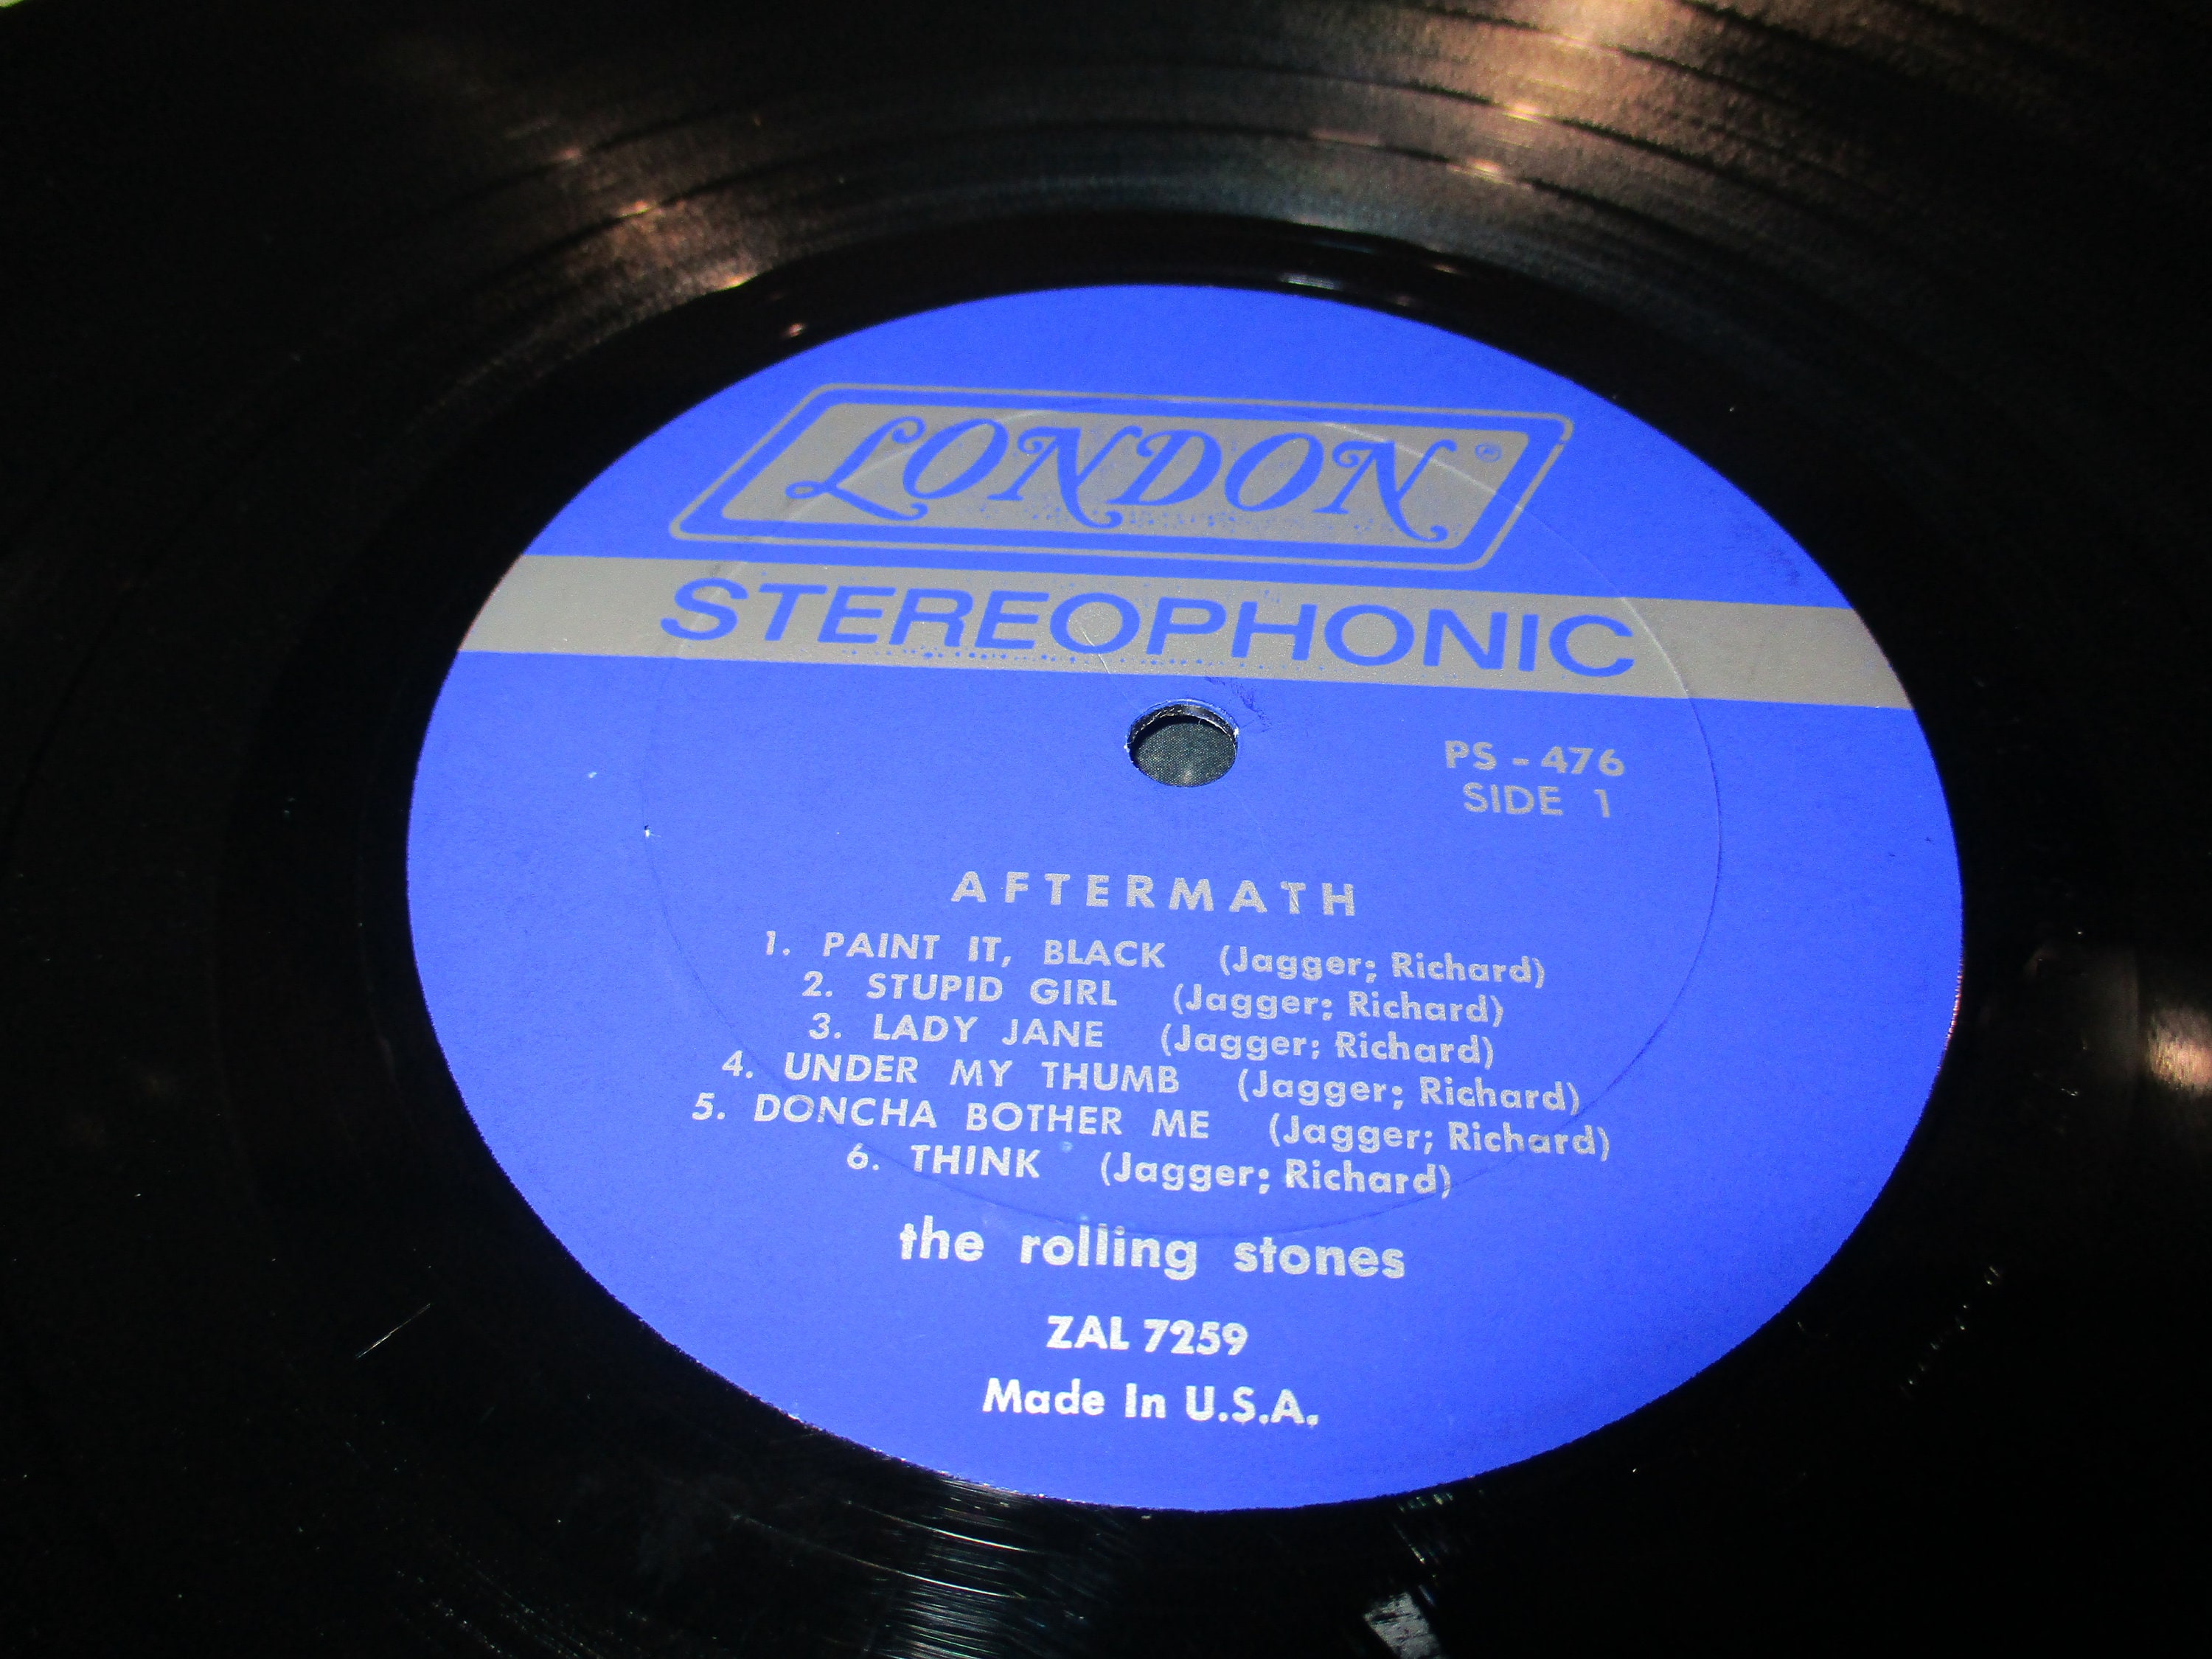 LONDON ®
STEREOPHONIC
PS - 476
SIDE 1
AFTERMATH
1. PAINT IT, BLACK (Jagger; Richard)
2. STUPID GIRL (Jagger; Richard)
3. LADY JANE (Jagger; Richard)
4. UNDER MY THUMB (Jagger; Richard)
5. DONCHA BOTHER ME (Jagger; Richard)
6. THINK (Jagger; Richard)
the rolling stones
ZAL 7259
Made In U.S.A.